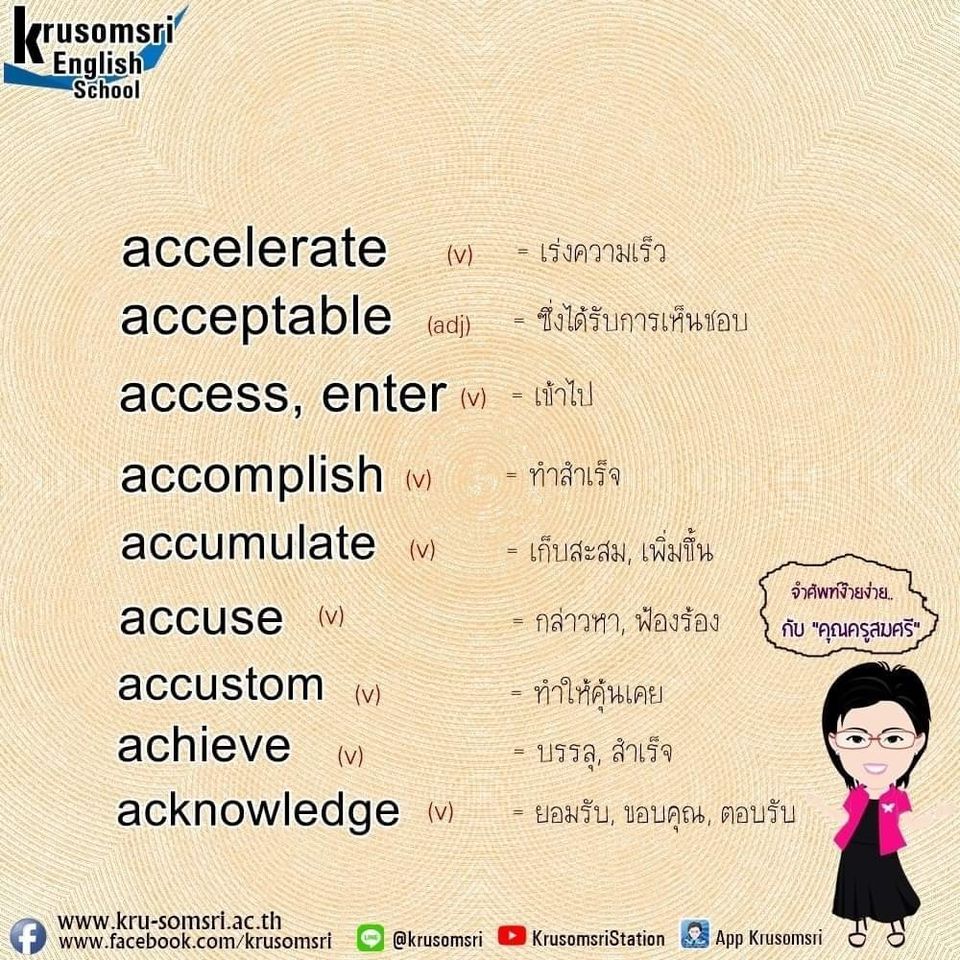 Krusomsri
English
School
accelerate (v) = เร่งความเร็ว
acceptable (adj) = ซึ่งได้รับการเห็นชอบ
access, enter (v) = เข้าไป
accomplish (v) = ทำสำเร็จ
accumulate (v) = เก็บสะสม, เพิ่มขึ้น
accuse (v) = กล่าวหา, ฟ้องร้อง
accustom (v) = ทำให้คุ้นเคย
achieve (v) = บรรลุ, สำเร็จ
acknowledge (v) = ยอมรับ, ขอบคุณ, ตอบรับ
จำศัพท์ง๊ายง่าย..
กับ "คุณครูสมศรี"
www.kru-somsri.ac.th
www.facebook.com/krusomsri @krusomsri KrusomsriStation App Krusomsri